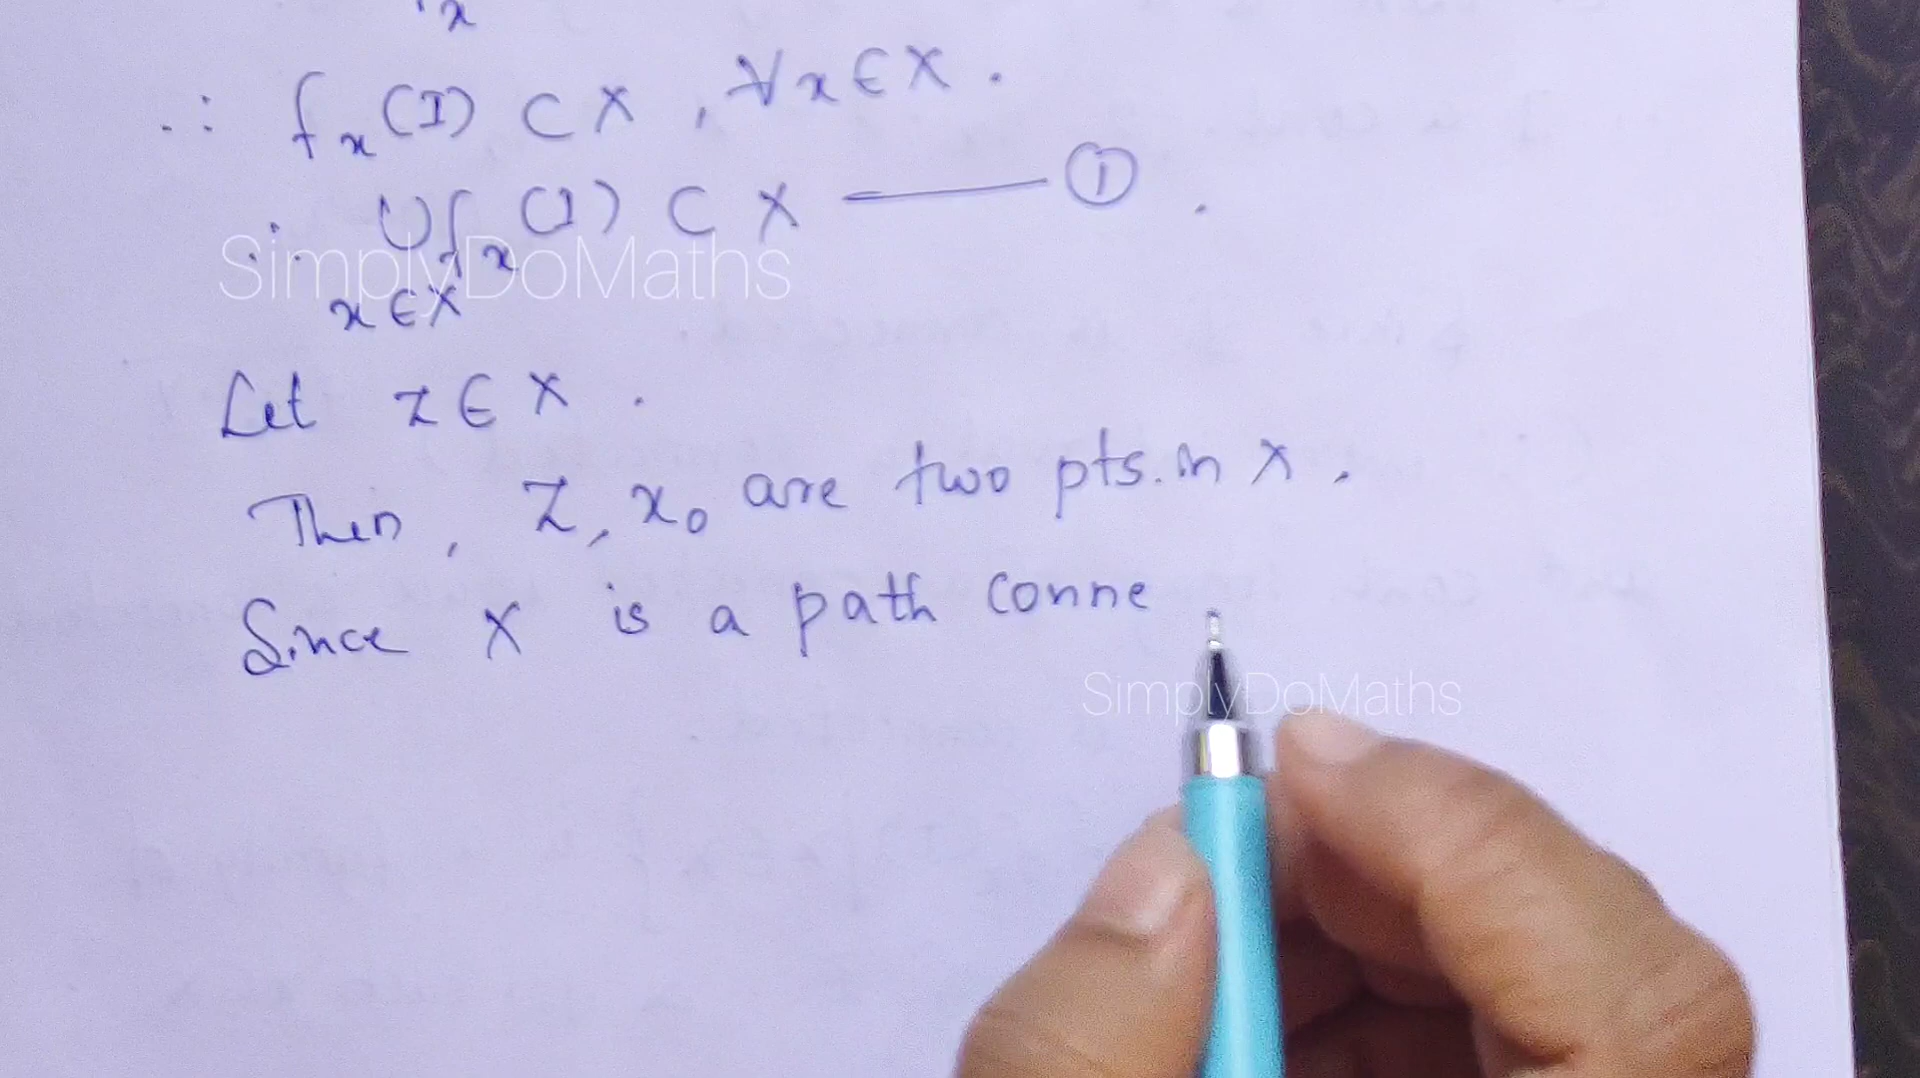 x
∴ f_x (I) ⊂ X , ∀ x ∈ X .
∴ ∪ f_x (I) ⊂ X —— ① .
x ∈ X
SimplyDoMaths
Let z ∈ X .
Then , z , x₀ are two pts. in X .
Since X is a path conne
SimplyDoMaths